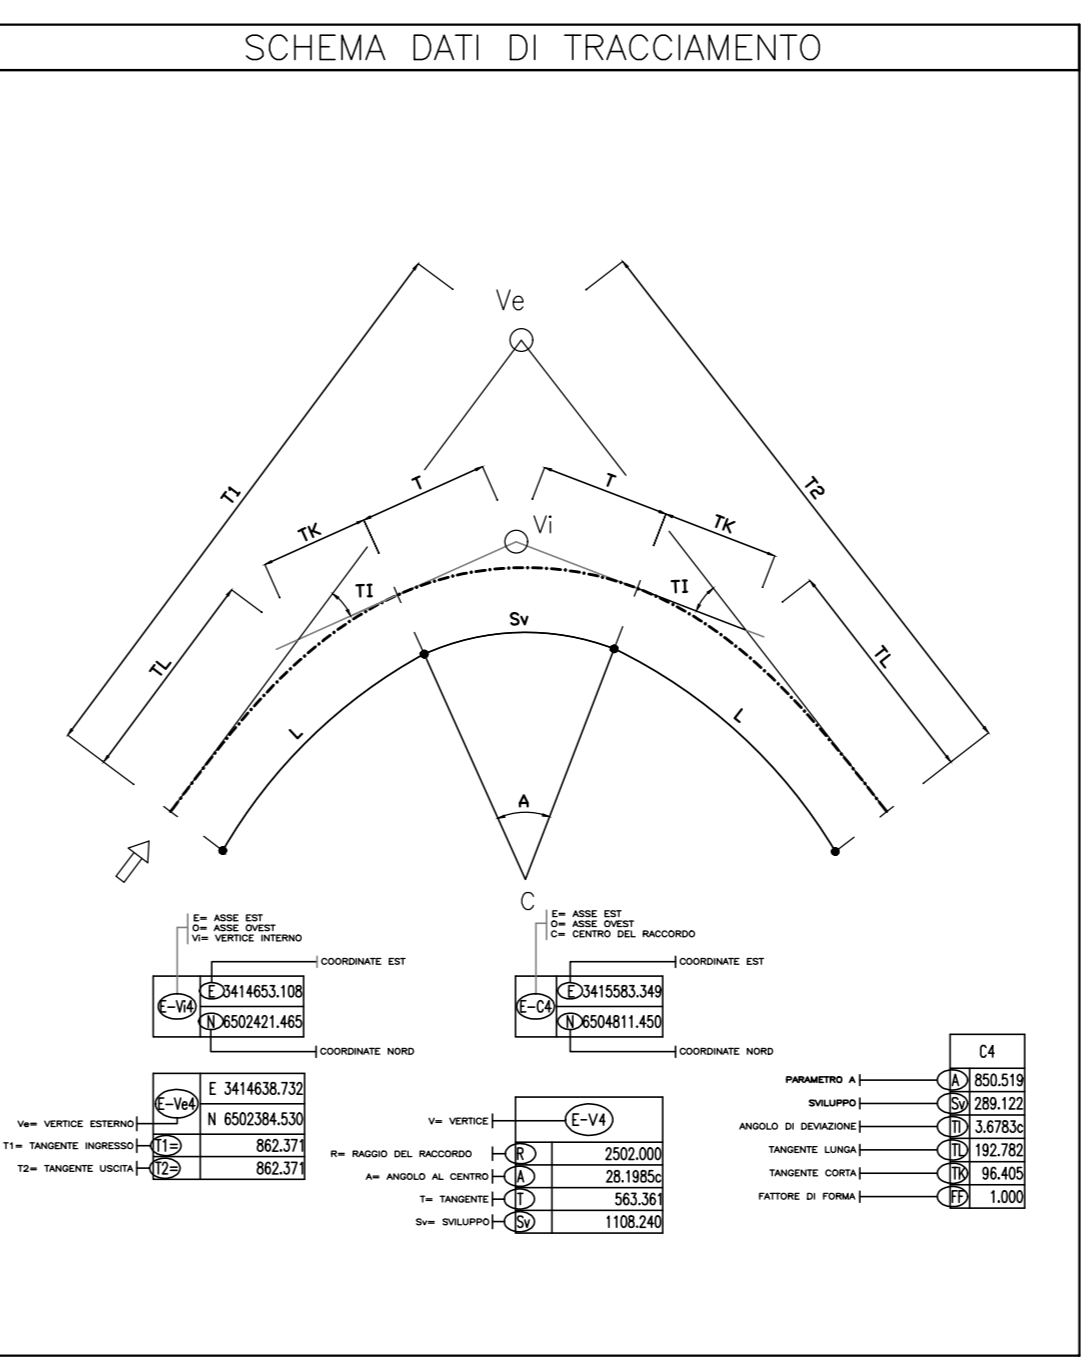 SCHEMA DATI DI TRACCIAMENTO
Ve
T1
T2
T
T
TK
TK
Vi
TI
TI
TL
TL
Sv
L
L
A
C
E= ASSE EST
O= ASSE OVEST
Vi= VERTICE INTERNO
COORDINATE EST
E-Vi4
E 3414653.108
N 6502421.465
COORDINATE NORD
E= ASSE EST
O= ASSE OVEST
C= CENTRO DEL RACCORDO
COORDINATE EST
E-C4
E 3415583.349
N 6504811.450
COORDINATE NORD
E-Ve4
E 3414638.732
N 6502384.530
Ve= VERTICE ESTERNO
T1= TANGENTE INGRESSO T1= 862.371
T2= TANGENTE USCITA T2= 862.371
V= VERTICE E-V4
R= RAGGIO DEL RACCORDO R 2502.000
A= ANGOLO AL CENTRO A 28.1985c
T= TANGENTE T 563.361
Sv= SVILUPPO Sv 1108.240
C4
PARAMETRO A A 850.519
SVILUPPO Sv 289.122
ANGOLO DI DEVIAZIONE TI 3.6783c
TANGENTE LUNGA TL 192.782
TANGENTE CORTA TK 96.405
FATTORE DI FORMA FF 1.000